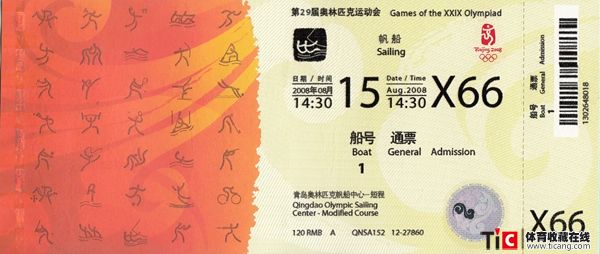 第29届奥林匹克运动会 Games of the XXIX Olympiad
帆船
Sailing
Beijing 2008
日期 / 时间
2008年08月
14:30
15
Date / Time
Aug.2008
14:30
X66
船号 通票
Boat General Admission
1
青岛奥林匹克帆船中心—短程
Qingdao Olympic Sailing
Center - Modified Course
120 RMB A QNSA152 12-27860
船号 通票
Boat General Admission
1
1302648018
X66
TiC 体育收藏在线
www.ticang.com